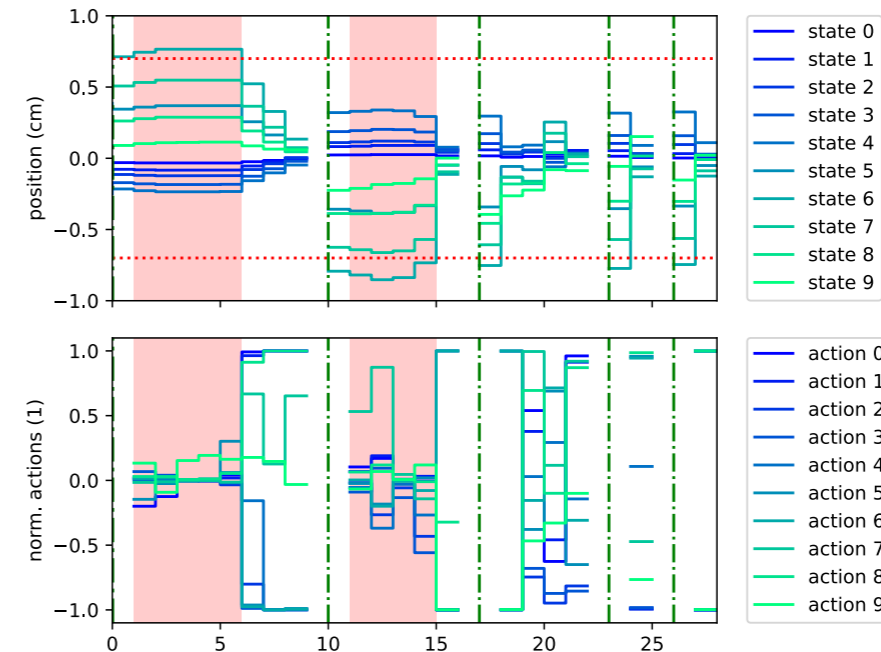 1.0
0.5
0.0
−0.5
−1.0
position (cm)
state 0
state 1
state 2
state 3
state 4
state 5
state 6
state 7
state 8
state 9
1.0
0.5
0.0
−0.5
−1.0
norm. actions (1)
0
5
10
15
20
25
action 0
action 1
action 2
action 3
action 4
action 5
action 6
action 7
action 8
action 9